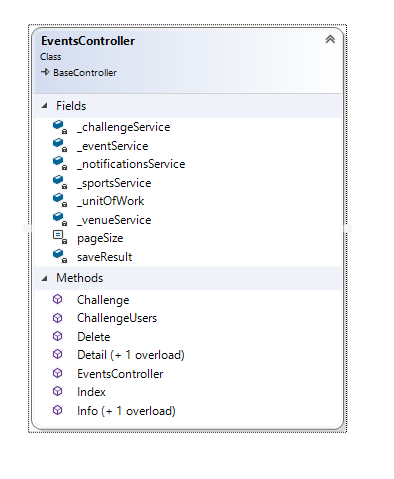 EventsController
Class
BaseController
Fields
_challengeService
_eventService
_notificationsService
_sportsService
_unitOfWork
_venueService
pageSize
saveResult
Methods
Challenge
ChallengeUsers
Delete
Detail (+ 1 overload)
EventsController
Index
Info (+ 1 overload)